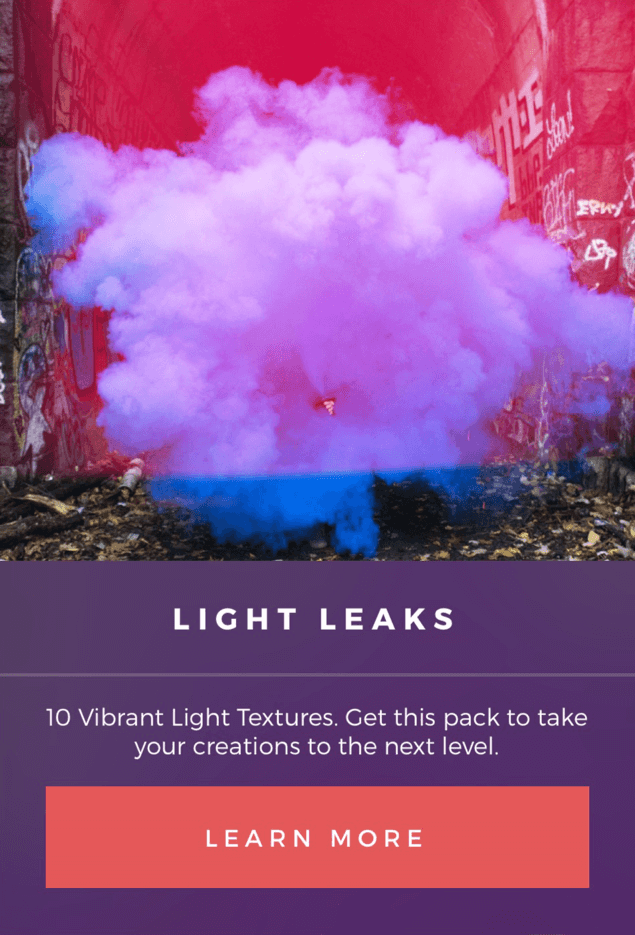 ERKY
LIGHT LEAKS
10 Vibrant Light Textures. Get this pack to take
your creations to the next level.
LEARN MORE